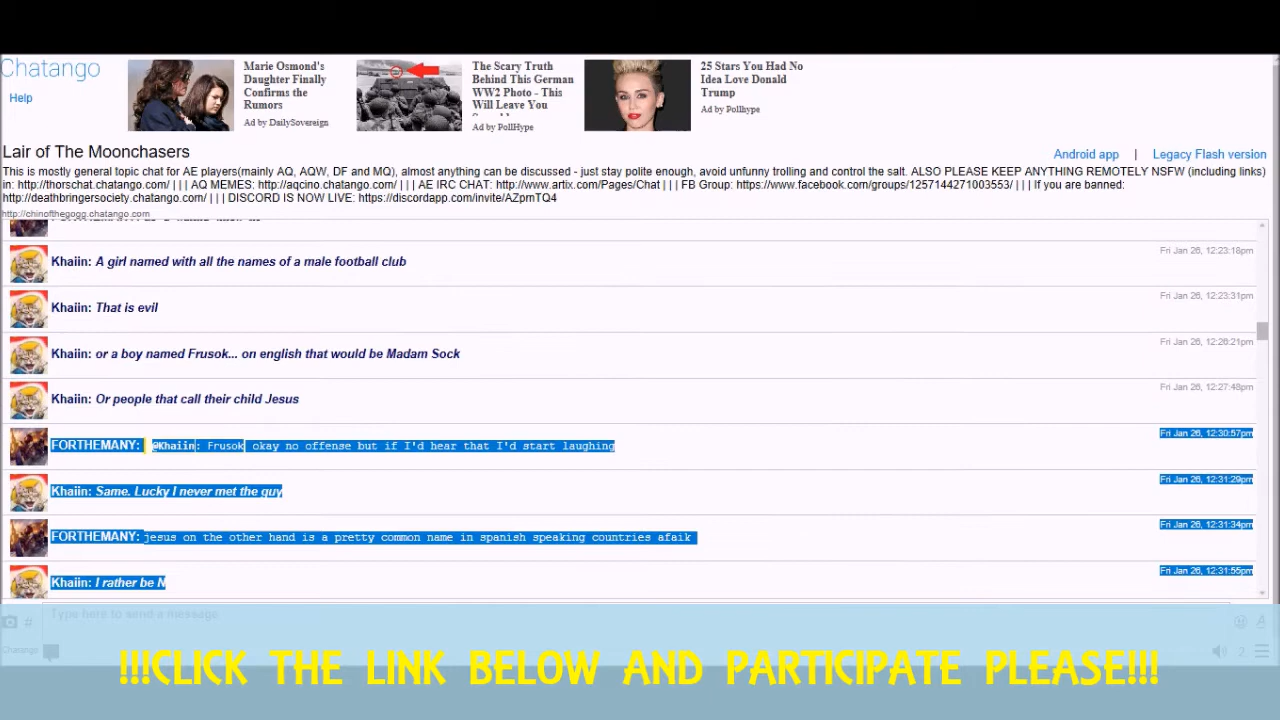 Chatango
Help
Marie Osmond's
Daughter Finally
Confirms the
Rumors
Ad by DailySovereign
The Scary Truth
Behind This German
WW2 Photo - This
Will Leave You
Ad by PollHype
25 Stars You Had No
Idea Love Donald
Trump
Ad by Pollhype
Lair of The Moonchasers
Android app | Legacy Flash version
This is mostly general topic chat for AE players(mainly AQ, AQW, DF and MQ), almost anything can be discussed - just stay polite enough, avoid unfunny trolling and control the salt. ALSO PLEASE KEEP ANYTHING REMOTELY NSFW (including links)
in: http://thorschat.chatango.com/ | | | AQ MEMES: http://aqcino.chatango.com/ | | | AE IRC CHAT: http://www.artix.com/Pages/Chat | | | FB Group: https://www.facebook.com/groups/1257144271003553/ | | | If you are banned:
http://deathbringersociety.chatango.com/ | | | DISCORD IS NOW LIVE: https://discordapp.com/invite/AZpmTQ4
http://chinofthegogg.chatango.com
Khaiin: A girl named with all the names of a male football club
Fri Jan 26, 12:23:18pm
Khaiin: That is evil
Fri Jan 26, 12:23:31pm
Khaiin: or a boy named Frusok... on english that would be Madam Sock
Fri Jan 26, 12:26:21pm
Khaiin: Or people that call their child Jesus
Fri Jan 26, 12:27:48pm
FORTHEMANY: @Khaiin: Frusok okay no offense but if I'd hear that I'd start laughing
Fri Jan 26, 12:30:57pm
Khaiin: Same. Lucky I never met the guy
Fri Jan 26, 12:31:29pm
FORTHEMANY: jesus on the other hand is a pretty common name in spanish speaking countries afaik
Fri Jan 26, 12:31:34pm
Khaiin: I rather be N
Fri Jan 26, 12:31:55pm
Type here to send a message
Chatango
2
!!!CLICK THE LINK BELOW AND PARTICIPATE PLEASE!!!